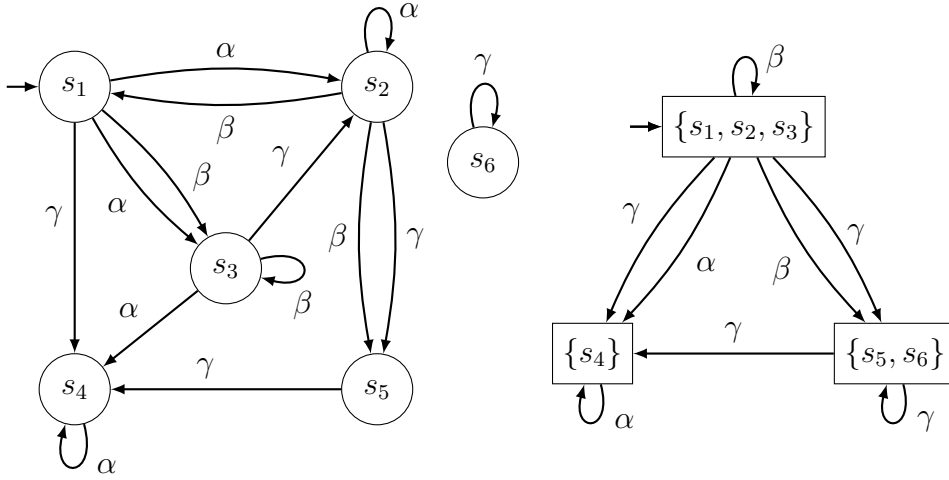 α
s₁ α s₂
β
γ
s₆
β
{s₁, s₂, s₃}
γ α β
γ
s₃
β
β γ
α
γ α β γ
s₄ γ s₅
α
{s₄} γ {s₅, s₆}
α γ